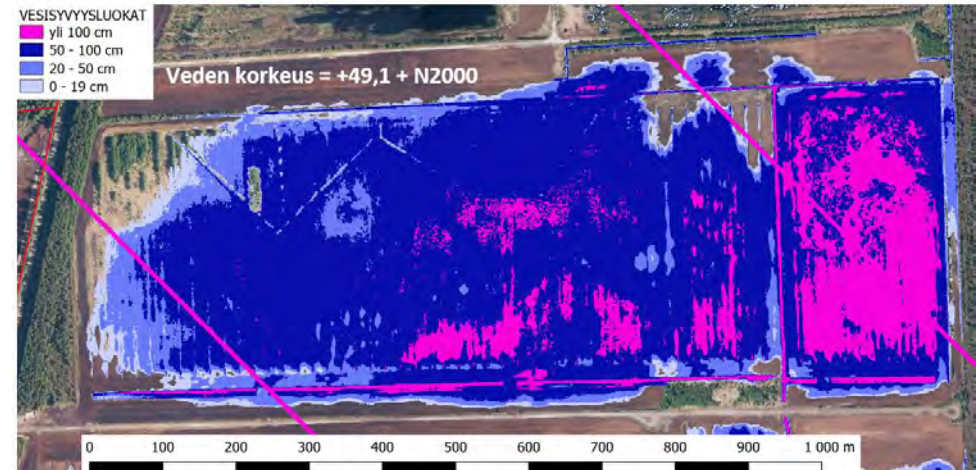 VESISYVYYSLUOKAT
yli 100 cm
50 - 100 cm
20 - 50 cm
0 - 19 cm
Veden korkeus = +49,1 + N2000
0 100 200 300 400 500 600 700 800 900 1 000 m